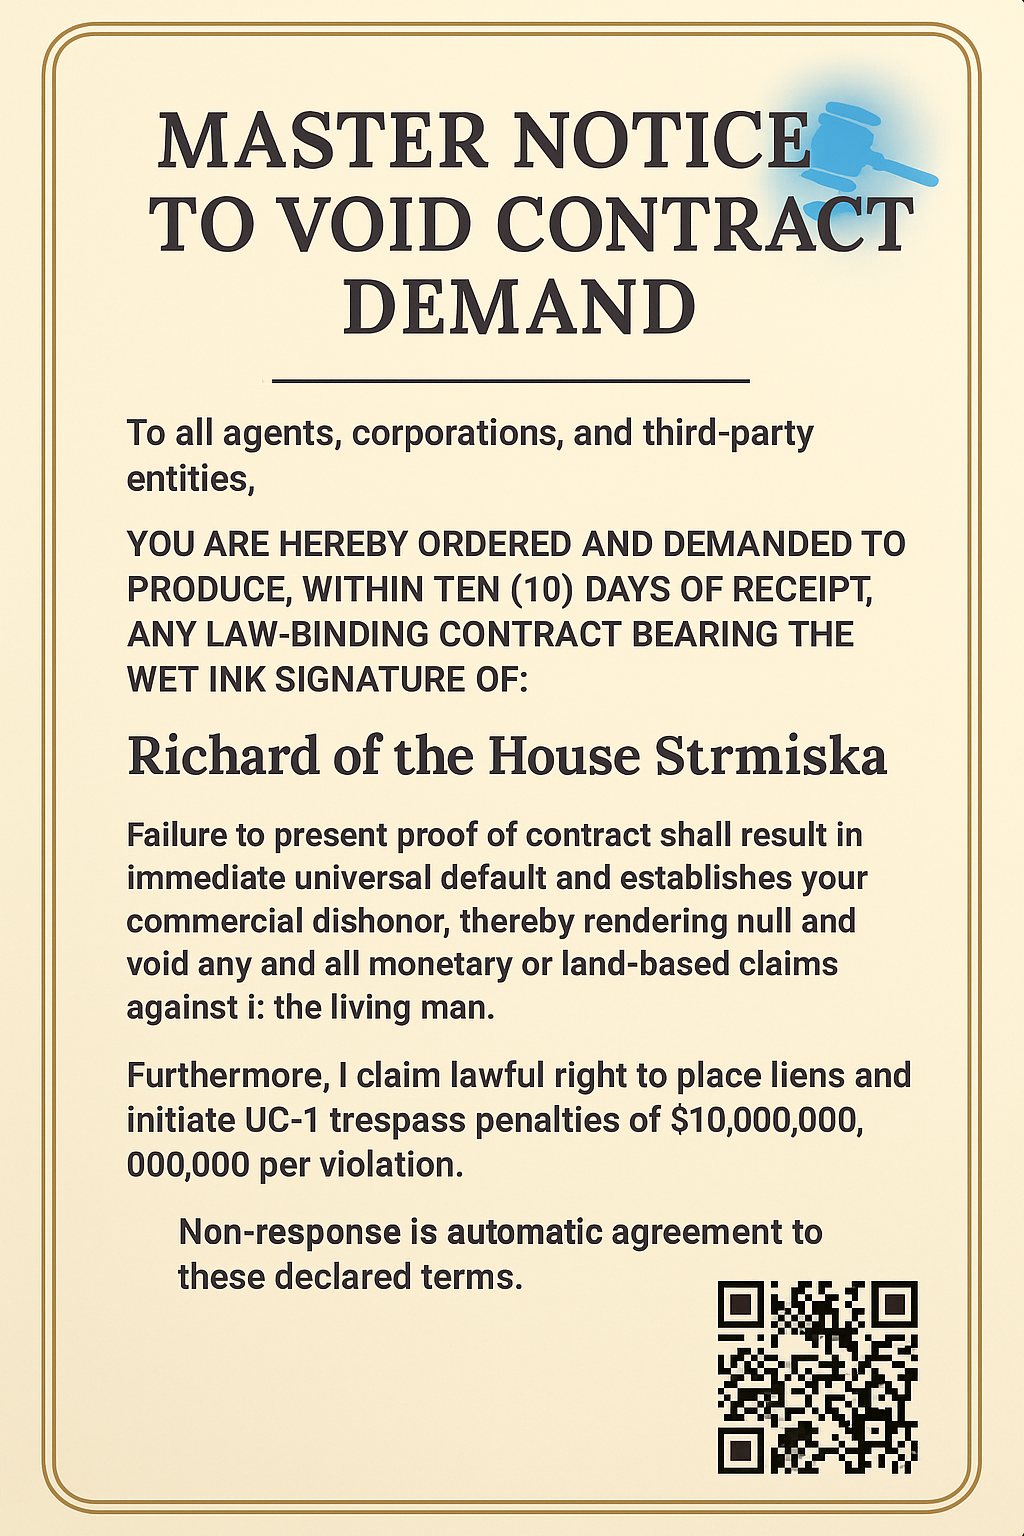 MASTER NOTICE
TO VOID CONTRACT
DEMAND
To all agents, corporations, and third-party
entities,
YOU ARE HEREBY ORDERED AND DEMANDED TO
PRODUCE, WITHIN TEN (10) DAYS OF RECEIPT,
ANY LAW-BINDING CONTRACT BEARING THE
WET INK SIGNATURE OF:
Richard of the House Strmiska
Failure to present proof of contract shall result in
immediate universal default and establishes your
commercial dishonor, thereby rendering null and
void any and all monetary or land-based claims
against i: the living man.
Furthermore, I claim lawful right to place liens and
initiate UC-1 trespass penalties of $10,000,000,
000,000 per violation.
Non-response is automatic agreement to
these declared terms.